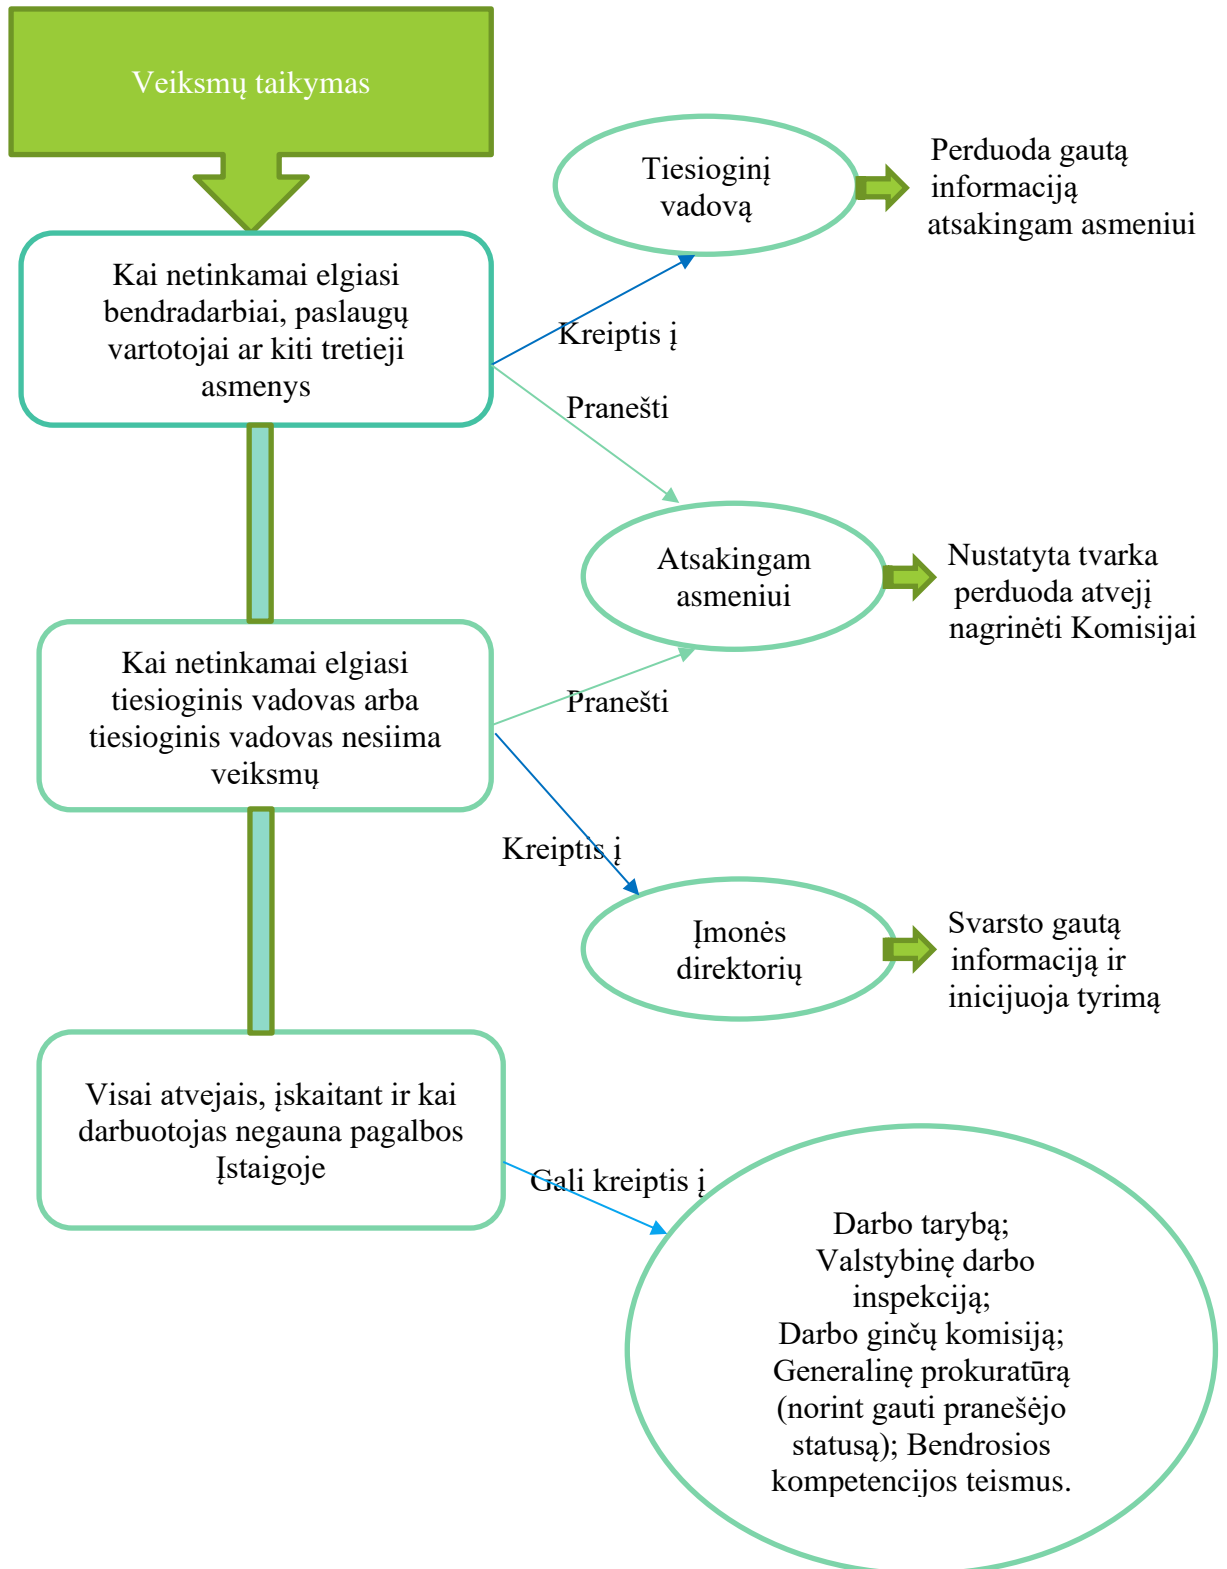 Veiksmų taikymas
Tiesioginį
vadovą
Perduoda gautą
informaciją
atsakingam asmeniui
Kai netinkamai elgiasi
bendradarbiai, paslaugų
vartotojai ar kiti tretieji
asmenys
Kreiptis į
Pranešti
Atsakingam
asmeniui
Nustatyta tvarka
perduoda atvejį
nagrinėti Komisijai
Kai netinkamai elgiasi
tiesioginis vadovas arba
tiesioginis vadovas nesiima
veiksmų
Pranešti
Kreiptis į
Įmonės
direktorių
Svarsto gautą
informaciją ir
inicijuoja tyrimą
Visai atvejais, įskaitant ir kai
darbuotojas negauna pagalbos
Įstaigoje
Gali kreiptis į
Darbo tarybą;
Valstybinę darbo
inspekciją;
Darbo ginčų komisiją;
Generalinę prokuratūrą
(norint gauti pranešėjo
statusą); Bendrosios
kompetencijos teismus.